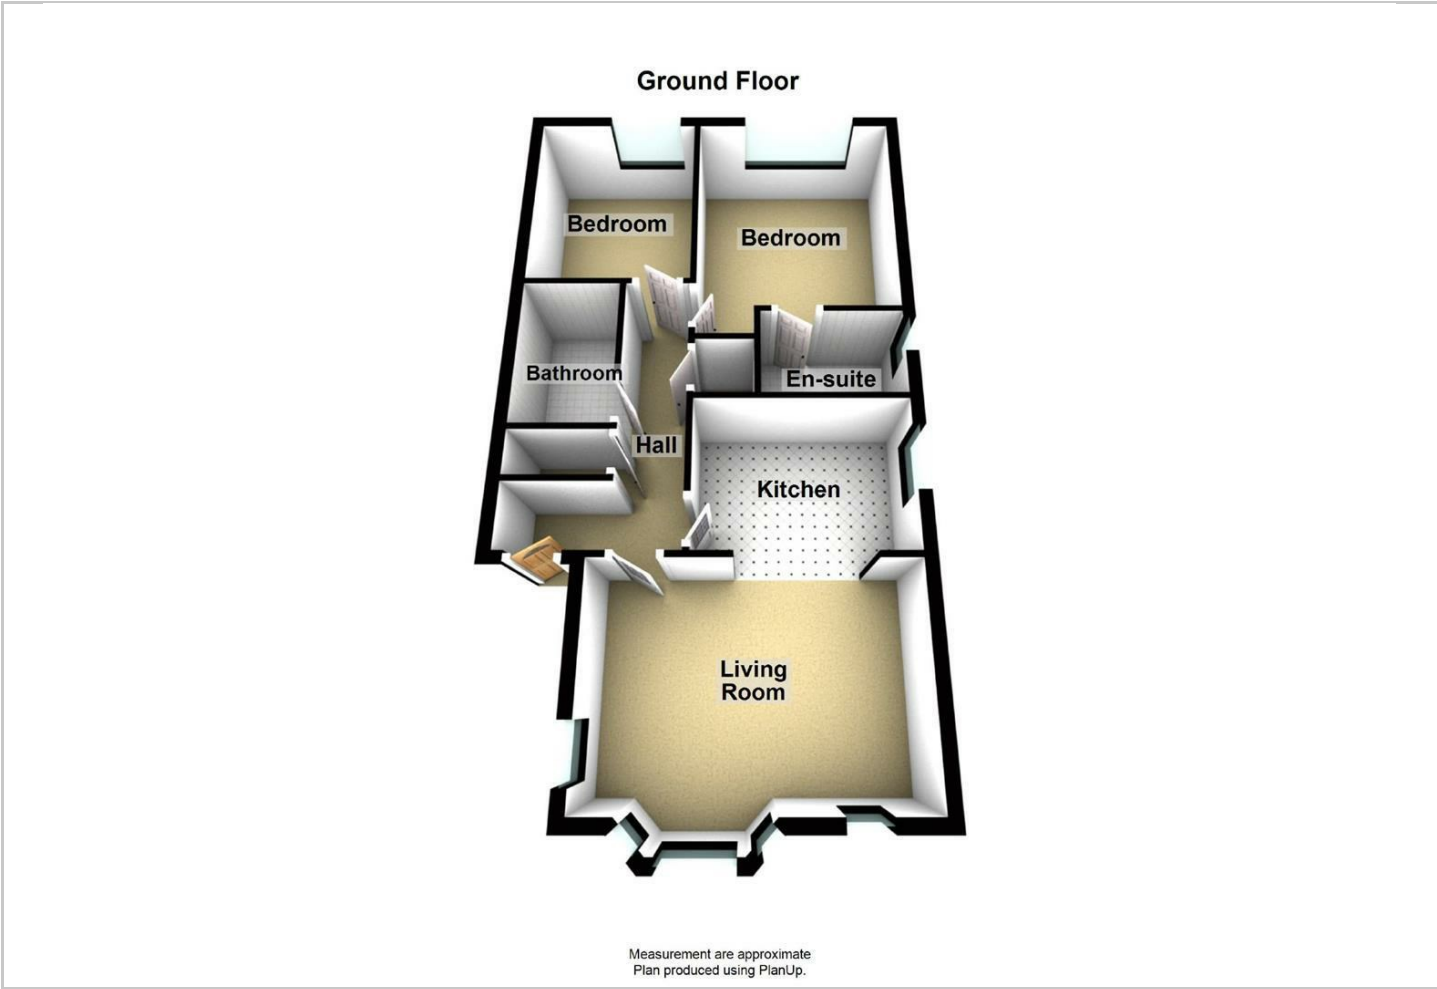 Ground Floor
Bedroom
Bedroom
Bathroom
En-suite
Hall
Kitchen
Living
Room
Measurement are approximate
Plan produced using PlanUp.